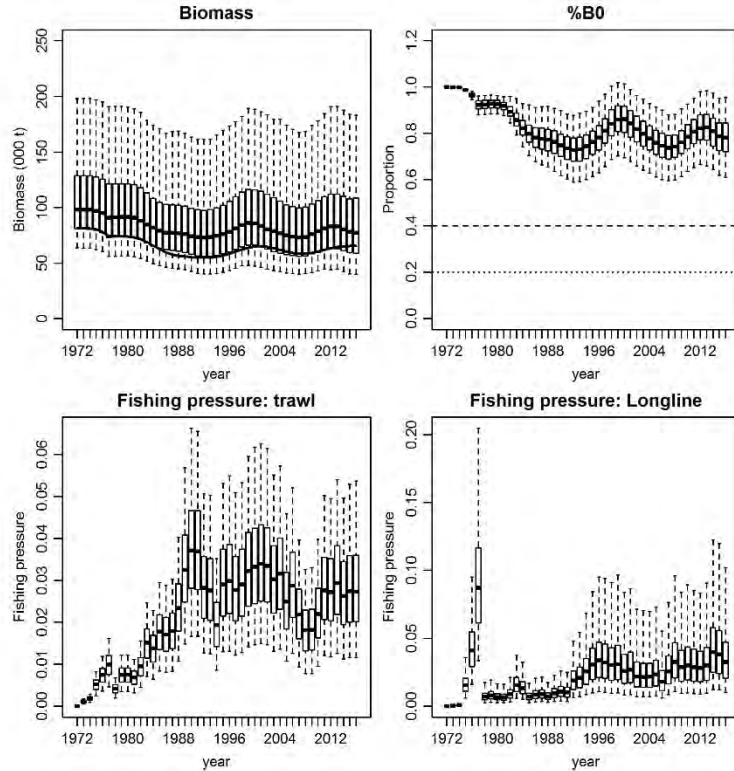 Biomass
Biomass (000 t)
250
200
150
100
50
0
1972 1980 1988 1996 2004 2012
year
%B0
Proportion
1.2
1.0
0.8
0.6
0.4
0.2
0.0
1972 1980 1988 1996 2004 2012
year
Fishing pressure: trawl
Fishing pressure
0.06
0.05
0.04
0.03
0.02
0.01
0.00
1972 1980 1988 1996 2004 2012
year
Fishing pressure: Longline
Fishing pressure
0.20
0.15
0.10
0.05
0.00
1972 1980 1988 1996 2004 2012
year